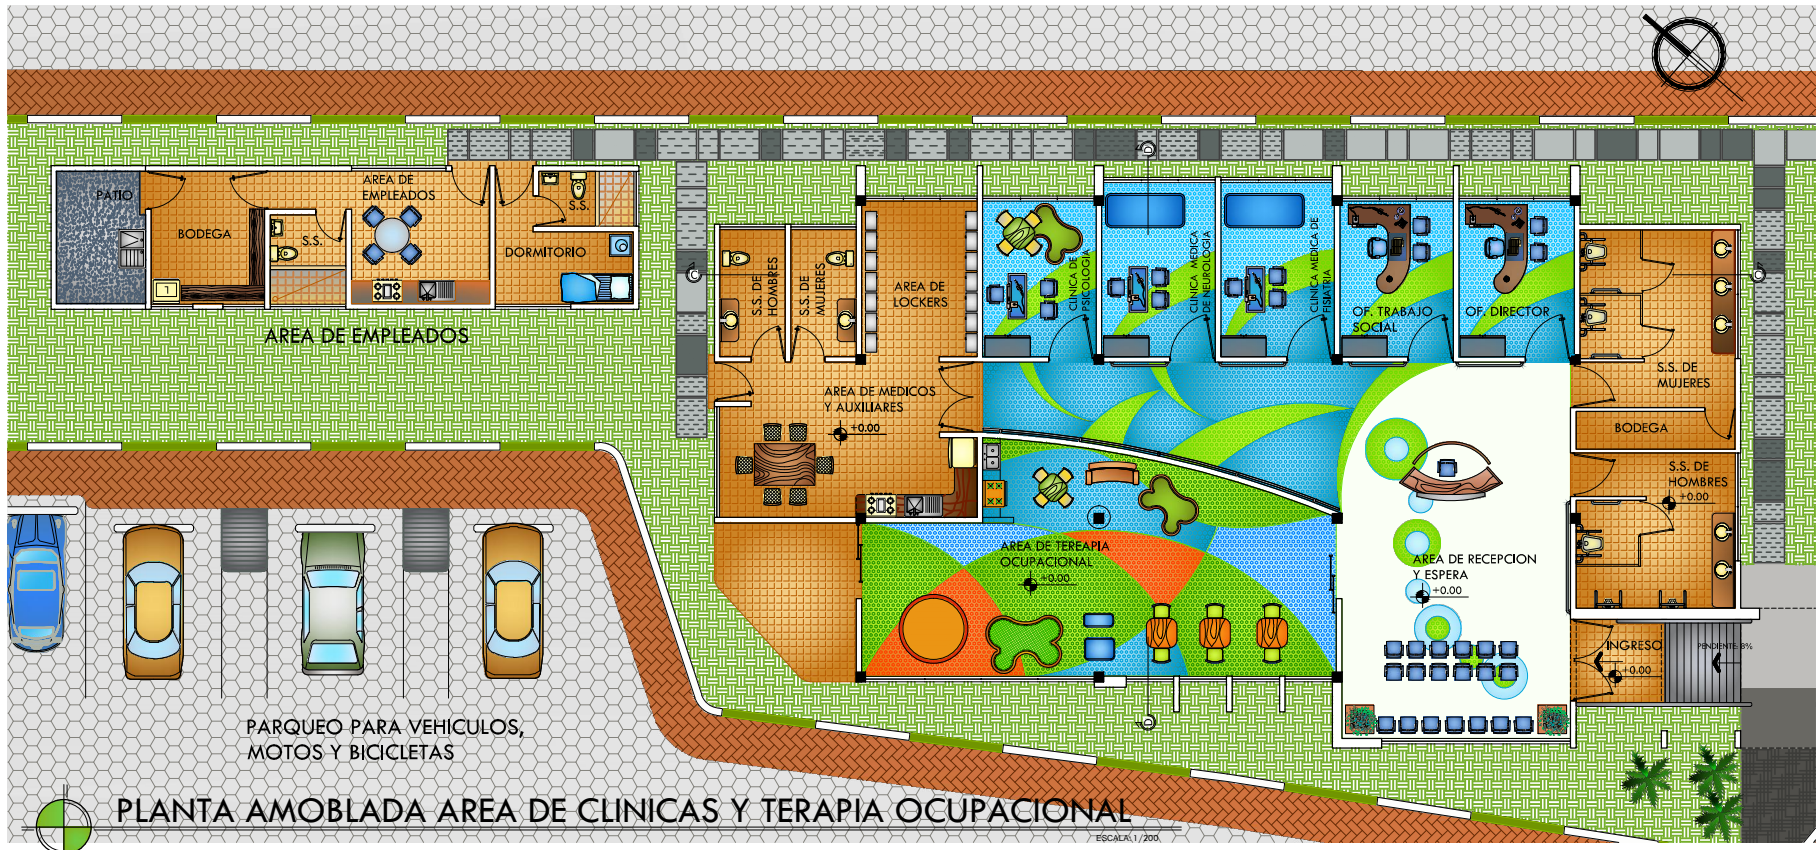 PATIO
BODEGA
S.S.
AREA DE
EMPLEADOS
S.S.
DORMITORIO
AREA DE EMPLEADOS
S.S. DE
HOMBRES
S.S. DE
MUJERES
AREA DE
LOCKERS
CLINICA DE
PSICOLOGIA
CLINICA MEDICA
DE NEUROLOGIA
CLINICA MEDICA DE
FISIATRIA
OF. TRABAJO
SOCIAL
OF. DIRECTOR
S.S. DE
MUJERES
BODEGA
S.S. DE
HOMBRES
+0.00
AREA DE MEDICOS
Y AUXILIARES
+0.00
AREA DE TEREAPIA
OCUPACIONAL
+0.00
AREA DE RECEPCION
Y ESPERA
+0.00
INGRESO
+0.00
PENDIENTE 8%
PARQUEO PARA VEHICULOS,
MOTOS Y BICICLETAS
PLANTA AMOBLADA AREA DE CLINICAS Y TERAPIA OCUPACIONAL
ESCALA: 1 / 200